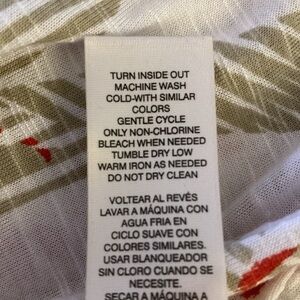 TURN INSIDE OUT
MACHINE WASH
COLD-WITH SIMILAR
COLORS
GENTLE CYCLE
ONLY NON-CHLORINE
BLEACH WHEN NEEDED
TUMBLE DRY LOW
WARM IRON AS NEEDED
DO NOT DRY CLEAN
VOLTEAR AL REVÉS
LAVAR A MÁQUINA CON
AGUA FRIA EN
CICLO SUAVE CON
COLORES SIMILARES.
USAR BLANQUEADOR
SIN CLORO CUANDO SE
NECESITE.
SECAR A MÁQUINA A